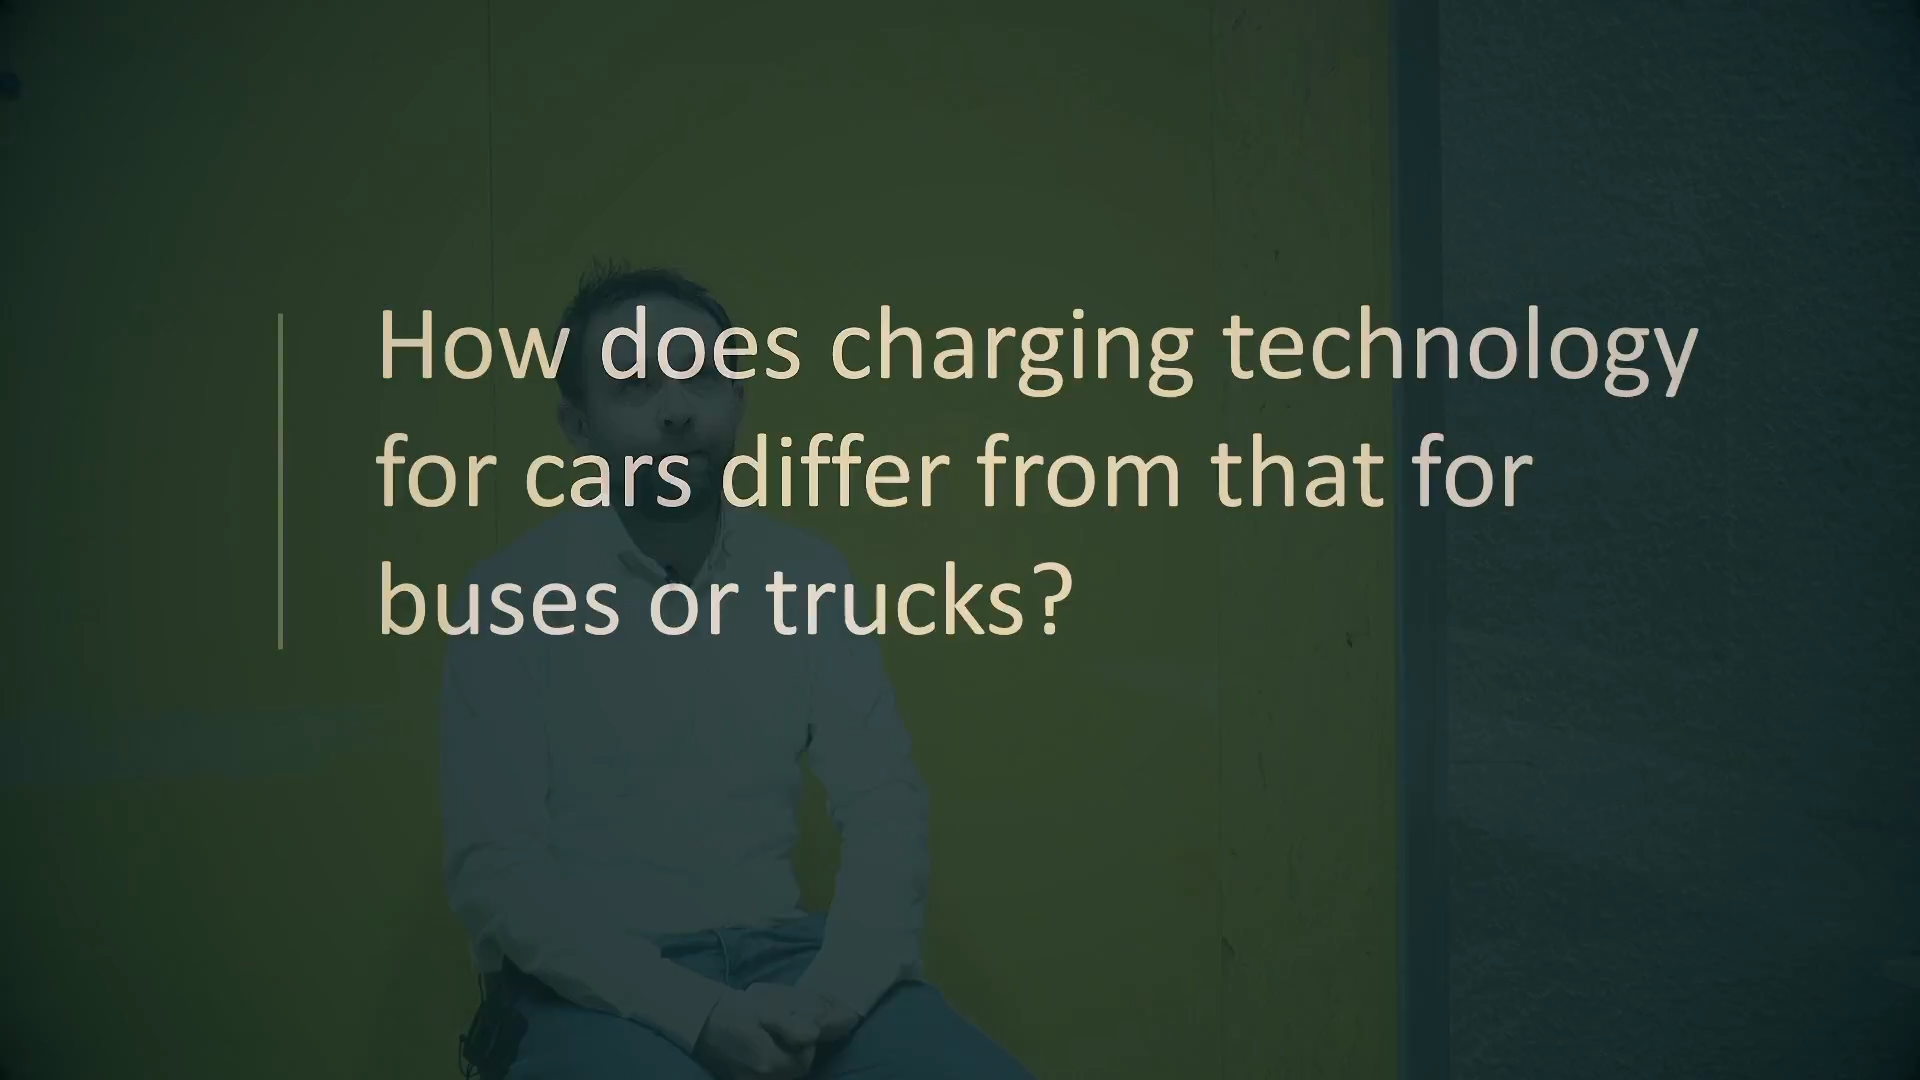 How does charging technology
for cars differ from that for
buses or trucks?